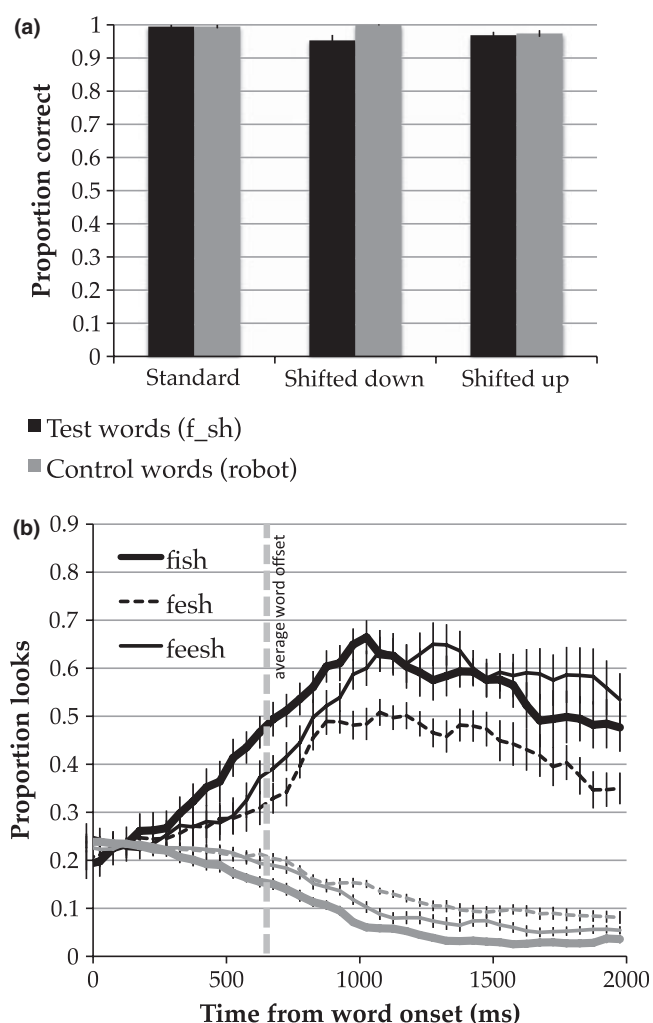 (a)
Proportion correct
1
0.9
0.8
0.7
0.6
0.5
0.4
0.3
0.2
0.1
0
Standard
Shifted down
Shifted up
Test words (f_sh)
Control words (robot)
(b)
Proportion looks
0.9
0.8
0.7
0.6
0.5
0.4
0.3
0.2
0.1
0
fish
fesh
feesh
average word offset
0
500
1000
1500
2000
Time from word onset (ms)